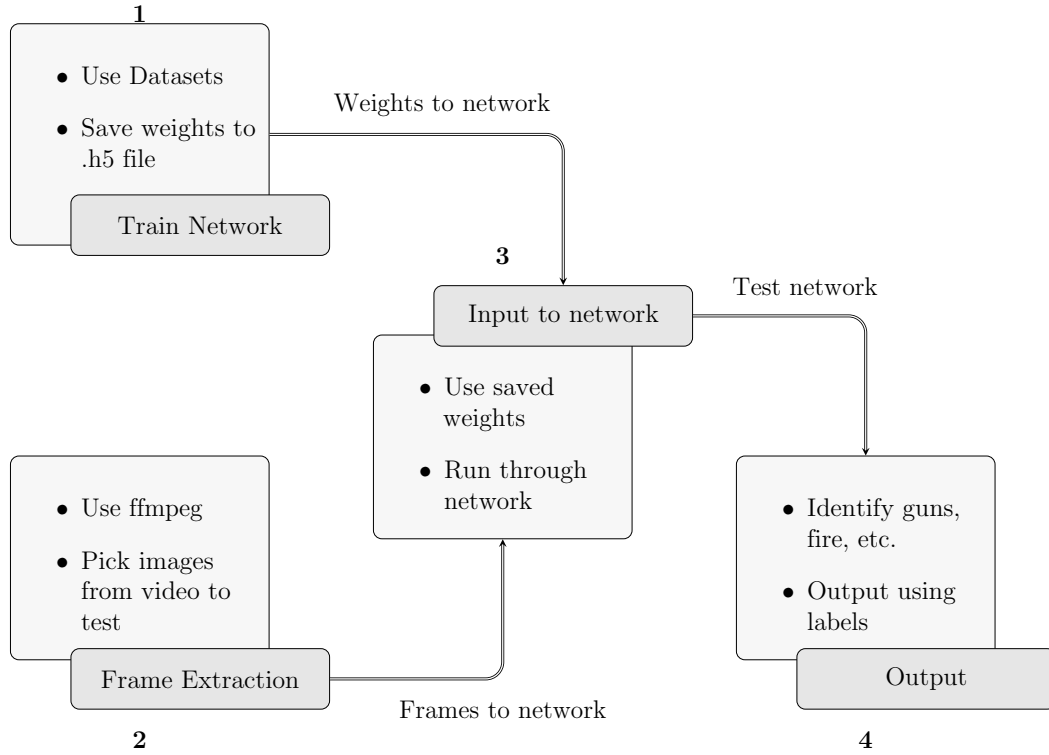 1
• Use Datasets
• Save weights to
.h5 file
Train Network
Weights to network
3
Input to network
• Use saved
weights
• Run through
network
Test network
• Use ffmpeg
• Pick images
from video to
test
Frame Extraction
2
Frames to network
• Identify guns,
fire, etc.
• Output using
labels
Output
4